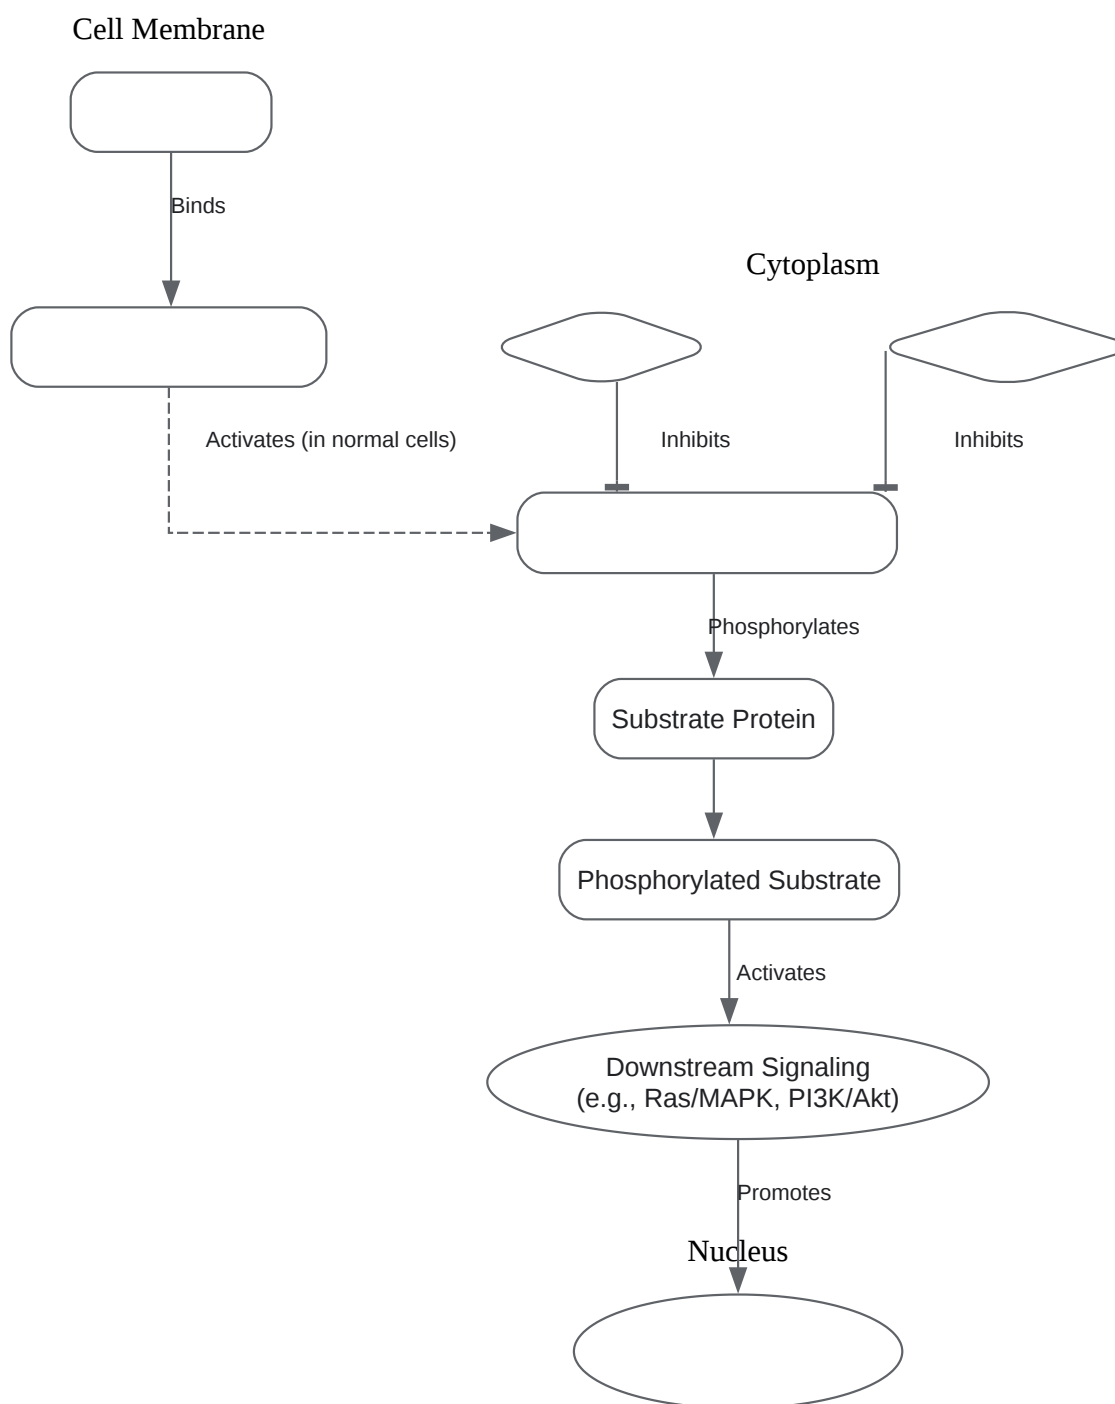 Cell Membrane
Binds
Cytoplasm
Activates (in normal cells)
Inhibits
Inhibits
Phosphorylates
Substrate Protein
Phosphorylated Substrate
Activates
Downstream Signaling
(e.g., Ras/MAPK, PI3K/Akt)
Promotes
Nucleus